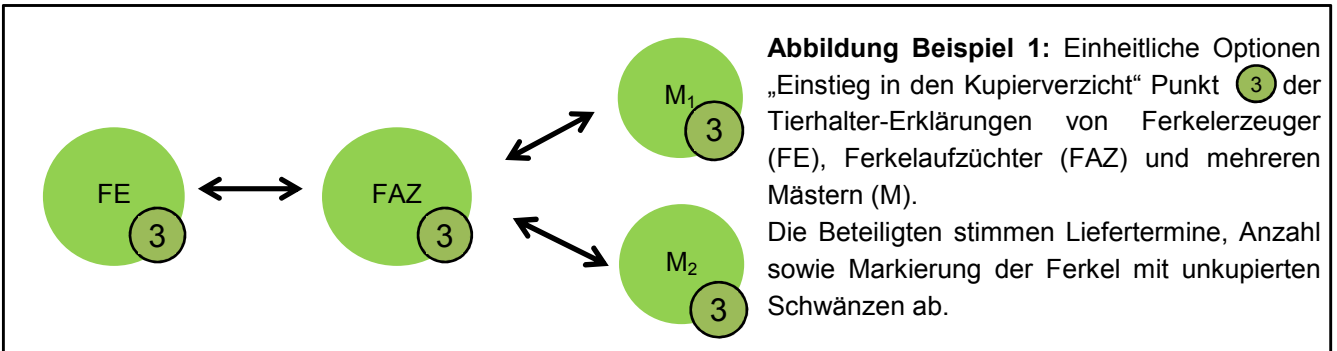 FE
3
FAZ
3
M₁
3
M₂
3
Abbildung Beispiel 1: Einheitliche Optionen
„Einstieg in den Kupierverzicht“ Punkt 3 der
Tierhalter-Erklärungen von Ferkelerzeuger
(FE), Ferkelaufzüchter (FAZ) und mehreren
Mästern (M).
Die Beteiligten stimmen Liefertermine, Anzahl
sowie Markierung der Ferkel mit unkupierten
Schwänzen ab.